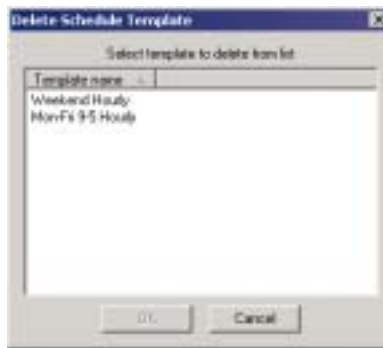 Delete Schedule Template
Select template to delete from list
Template name
Weekend Hourly
Mon-Fri 9-5 Hourly
OK Cancel